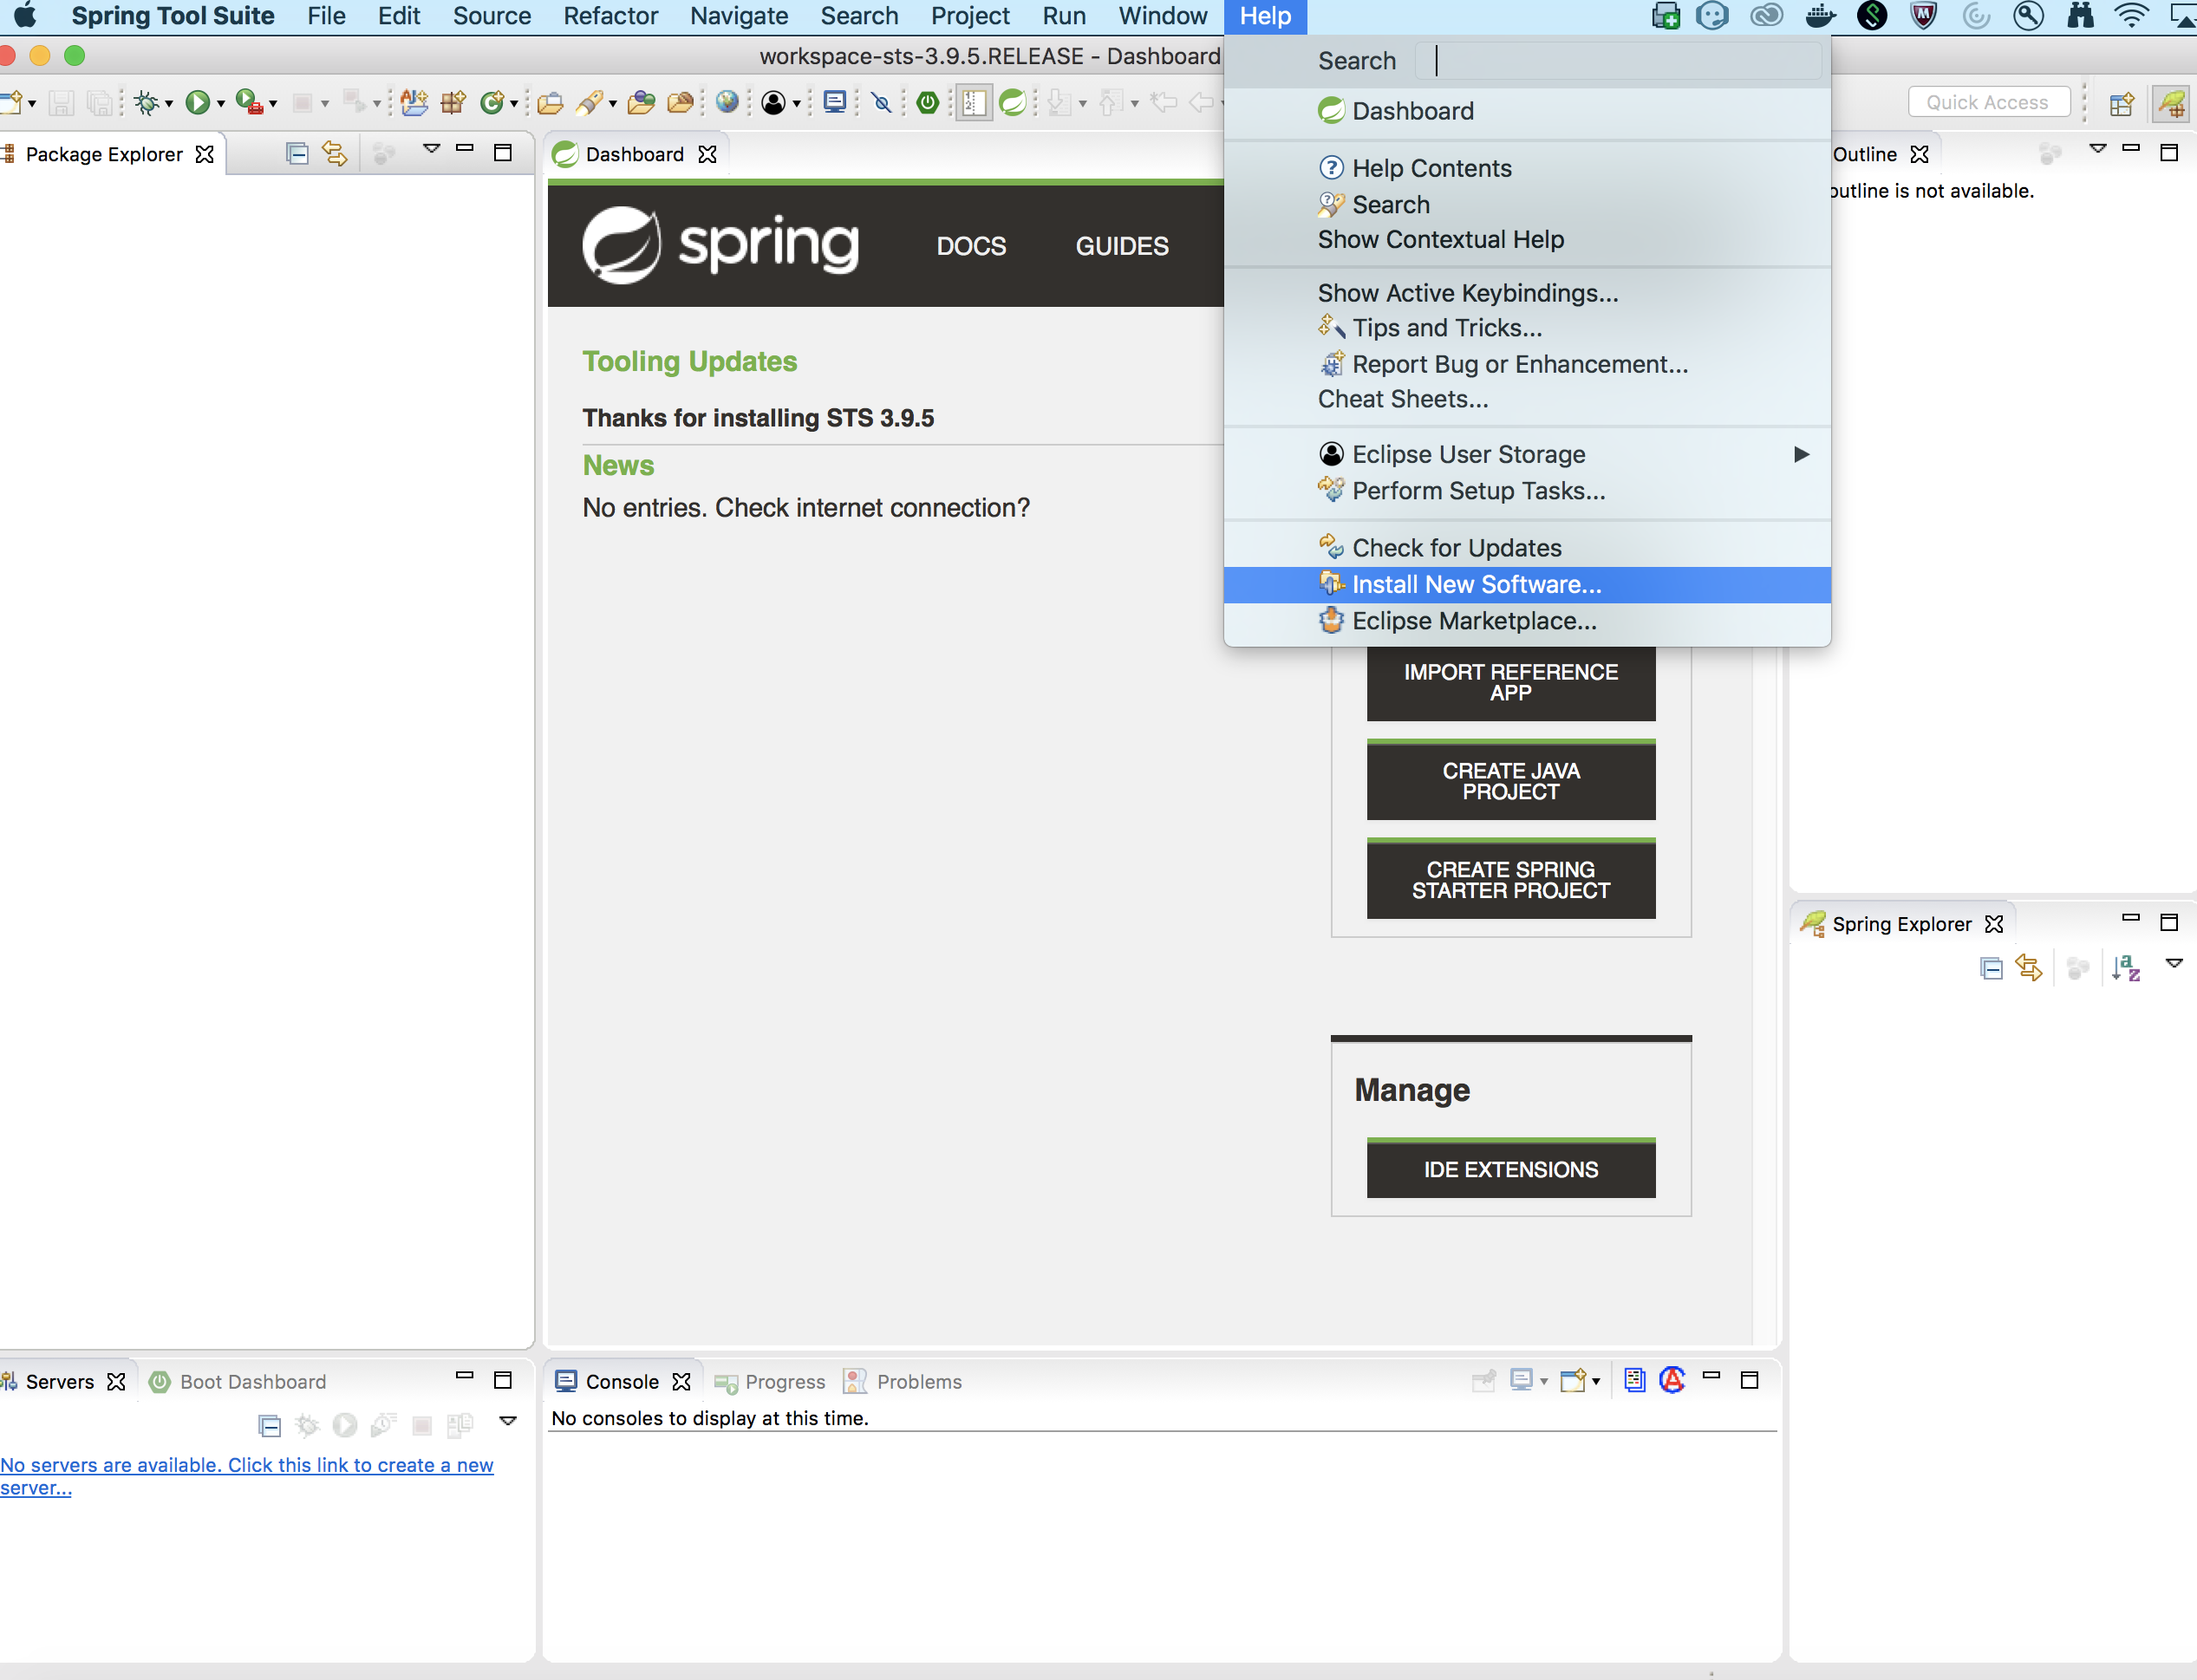 Spring Tool Suite File Edit Source Refactor Navigate Search Project Run Window Help
workspace-sts-3.9.5.RELEASE - Dashboard
Search
Dashboard
Help Contents
Search
Show Contextual Help
Show Active Keybindings...
Tips and Tricks...
Report Bug or Enhancement...
Cheat Sheets...
Eclipse User Storage
Perform Setup Tasks...
Check for Updates
Install New Software...
Eclipse Marketplace...
Quick Access
Package Explorer
Dashboard
spring DOCS GUIDES
Tooling Updates
Thanks for installing STS 3.9.5
News
No entries. Check internet connection?
IMPORT REFERENCE
APP
CREATE JAVA
PROJECT
CREATE SPRING
STARTER PROJECT
Manage
IDE EXTENSIONS
Outline
outline is not available.
Spring Explorer
Servers Boot Dashboard
No servers are available. Click this link to create a new
server...
Console Progress Problems
No consoles to display at this time.